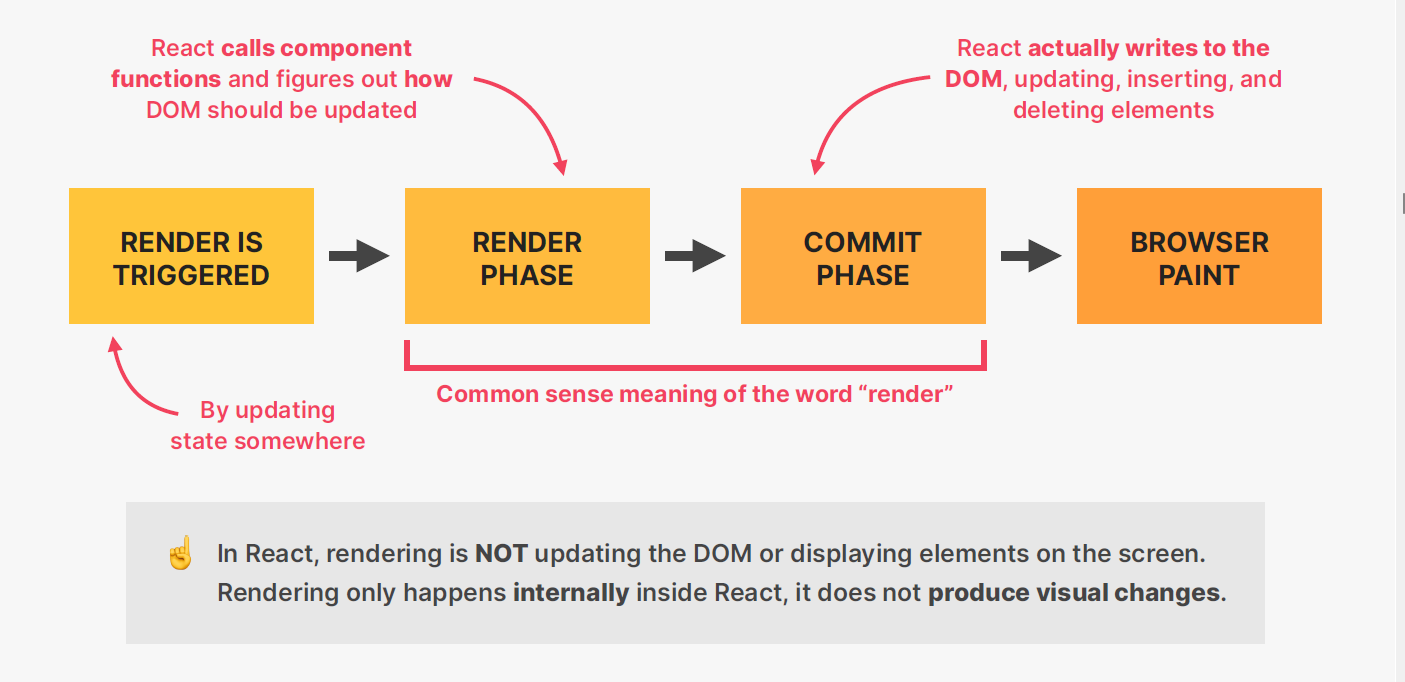 React calls component
functions and figures out how
DOM should be updated
React actually writes to the
DOM, updating, inserting, and
deleting elements
RENDER IS
TRIGGERED
RENDER
PHASE
COMMIT
PHASE
BROWSER
PAINT
Common sense meaning of the word “render”
By updating
state somewhere
☝️ In React, rendering is NOT updating the DOM or displaying elements on the screen.
Rendering only happens internally inside React, it does not produce visual changes.